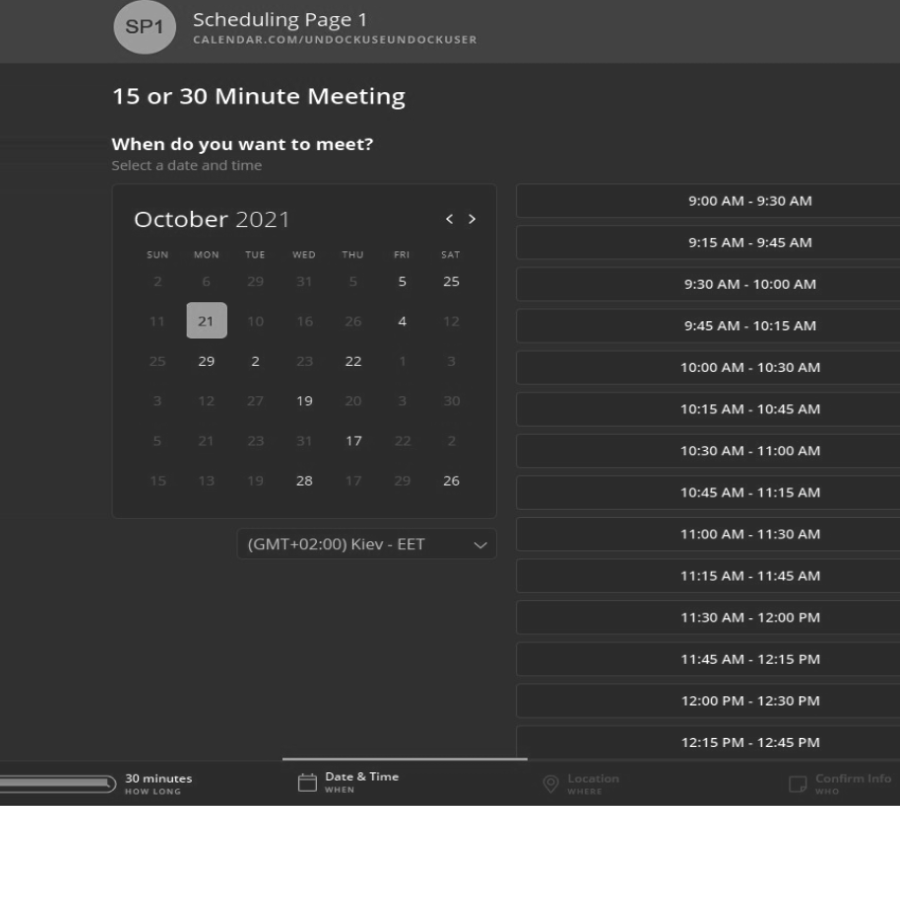 SP1
Scheduling Page 1
CALENDAR.COM/UNDOCKUSEUNDOCKUSER
15 or 30 Minute Meeting
When do you want to meet?
Select a date and time
October 2021 < >
SUN MON TUE WED THU FRI SAT
2 6 29 31 5 5 25
11 21 10 16 26 4 12
25 29 2 23 22 1 3
3 12 27 19 20 3 30
5 21 23 31 17 22 2
15 13 19 28 17 29 26
(GMT+02:00) Kiev - EET
9:00 AM - 9:30 AM
9:15 AM - 9:45 AM
9:30 AM - 10:00 AM
9:45 AM - 10:15 AM
10:00 AM - 10:30 AM
10:15 AM - 10:45 AM
10:30 AM - 11:00 AM
10:45 AM - 11:15 AM
11:00 AM - 11:30 AM
11:15 AM - 11:45 AM
11:30 AM - 12:00 PM
11:45 AM - 12:15 PM
12:00 PM - 12:30 PM
12:15 PM - 12:45 PM
30 minutes
HOW LONG
Date & Time
WHEN
Location
WHERE
Confirm Info
WHO